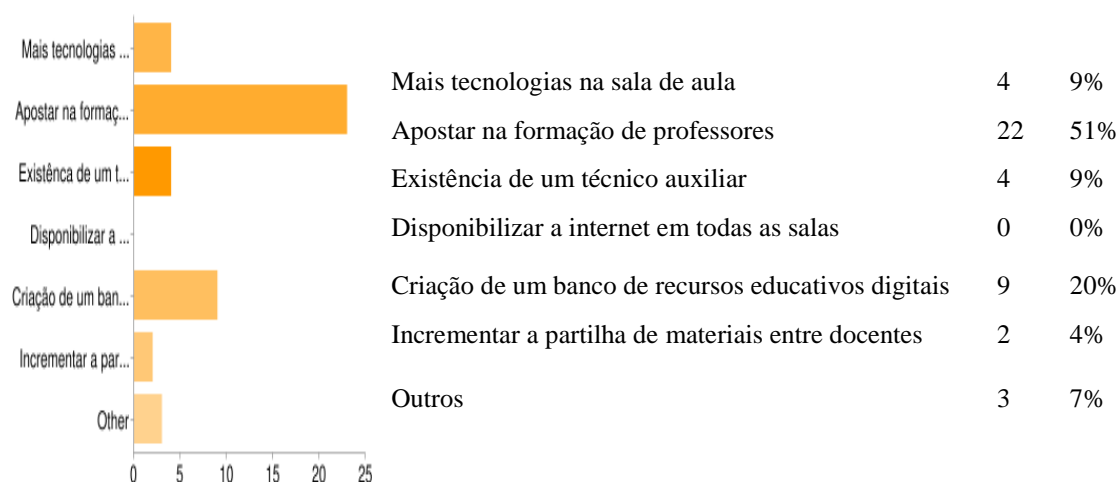 Mais tecnologias ...
Apostar na formaç...
Existênca de um t...
Disponibilizar a ...
Criação de um ban...
Incrementar a par...
Other
0 5 10 15 20 25
Mais tecnologias na sala de aula 4 9%
Apostar na formação de professores 22 51%
Existência de um técnico auxiliar 4 9%
Disponibilizar a internet em todas as salas 0 0%
Criação de um banco de recursos educativos digitais 9 20%
Incrementar a partilha de materiais entre docentes 2 4%
Outros 3 7%